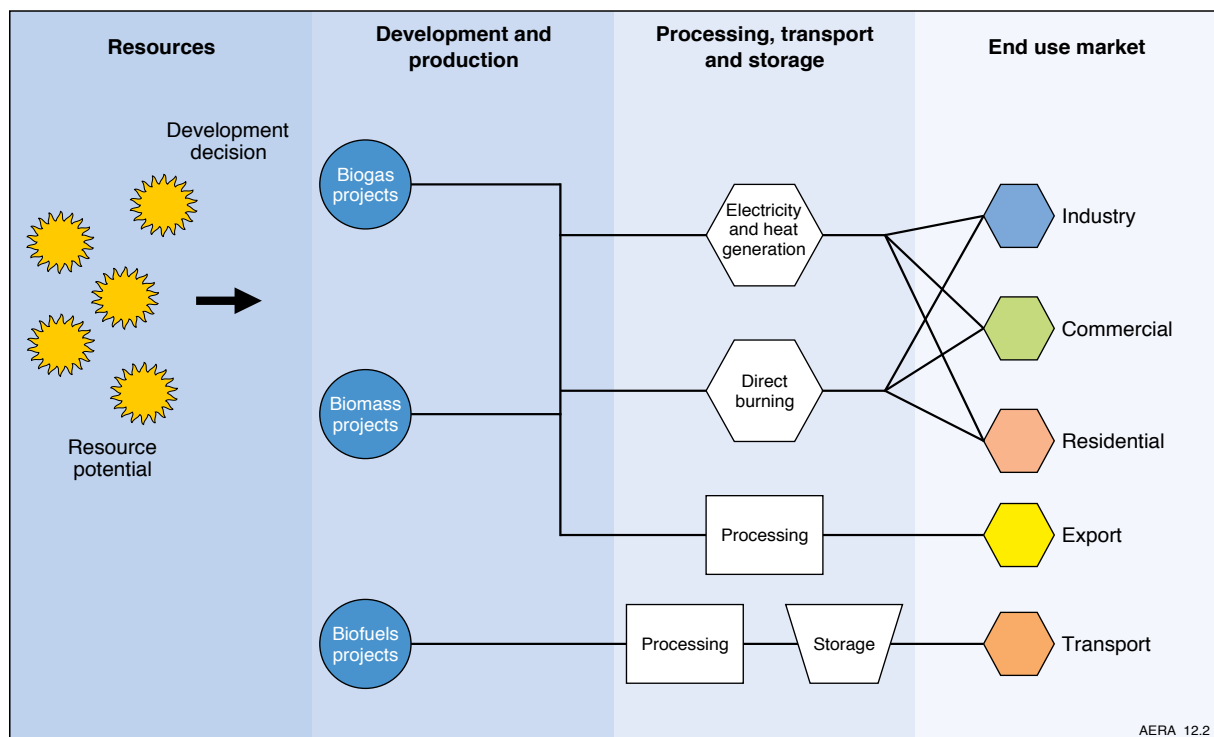 Resources
Development and
production
Processing, transport
and storage
End use market
Development
decision
Resource
potential
Biogas
projects
Biomass
projects
Biofuels
projects
Electricity
and heat
generation
Direct
burning
Processing
Processing
Storage
Industry
Commercial
Residential
Export
Transport
AERA 12.2